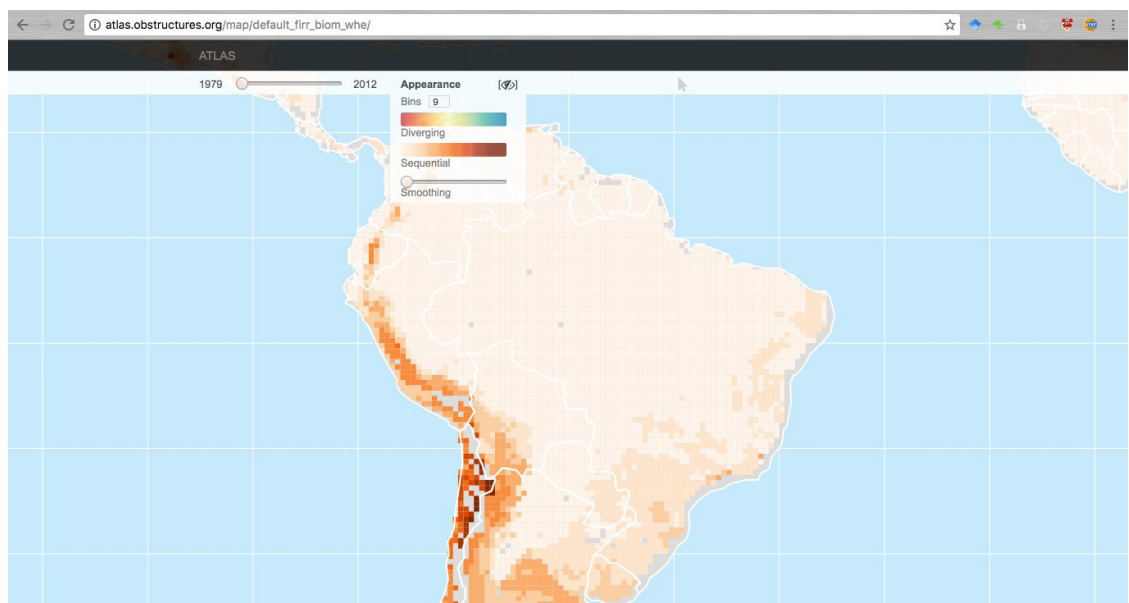 atlas.obstructures.org/map/default_firr_biom_whe/
ATLAS
1979 2012 Appearance
Bins 9
Diverging
Sequential
Smoothing